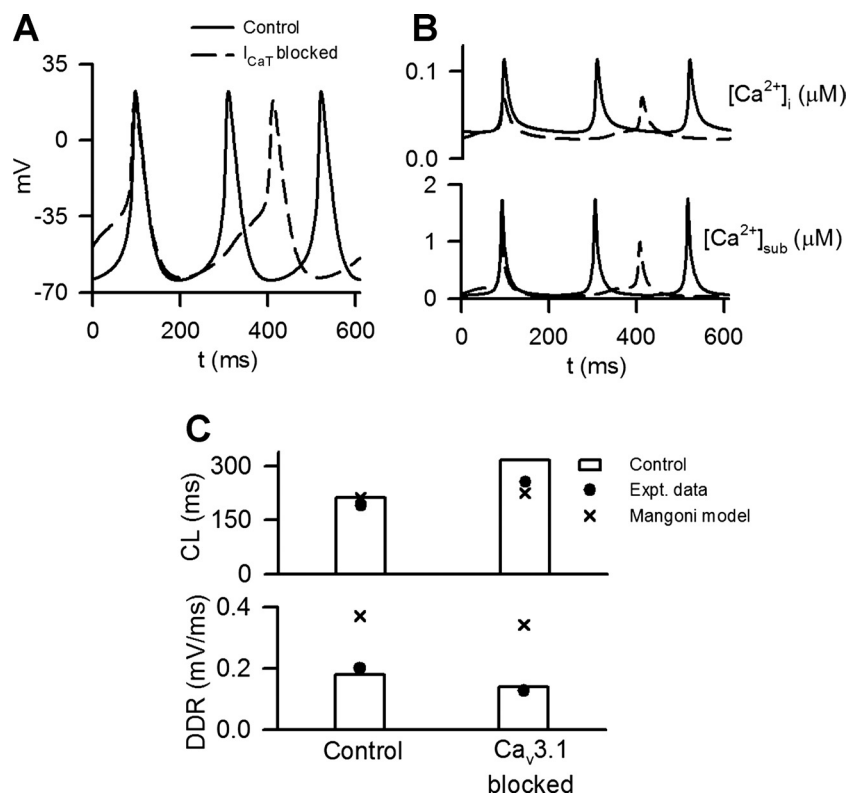 A
Control
I_CaT blocked
35
0
-35
-70
mV
0 200 400 600
t (ms)
B
0.1
0.0
[Ca²⁺]ᵢ (μM)
2
1
0
[Ca²⁺]sub (μM)
0 200 400 600
t (ms)
C
300
150
0
CL (ms)
Control
Expt. data
Mangoni model
0.4
0.2
0.0
DDR (mV/ms)
Control
Caᵥ3.1
blocked